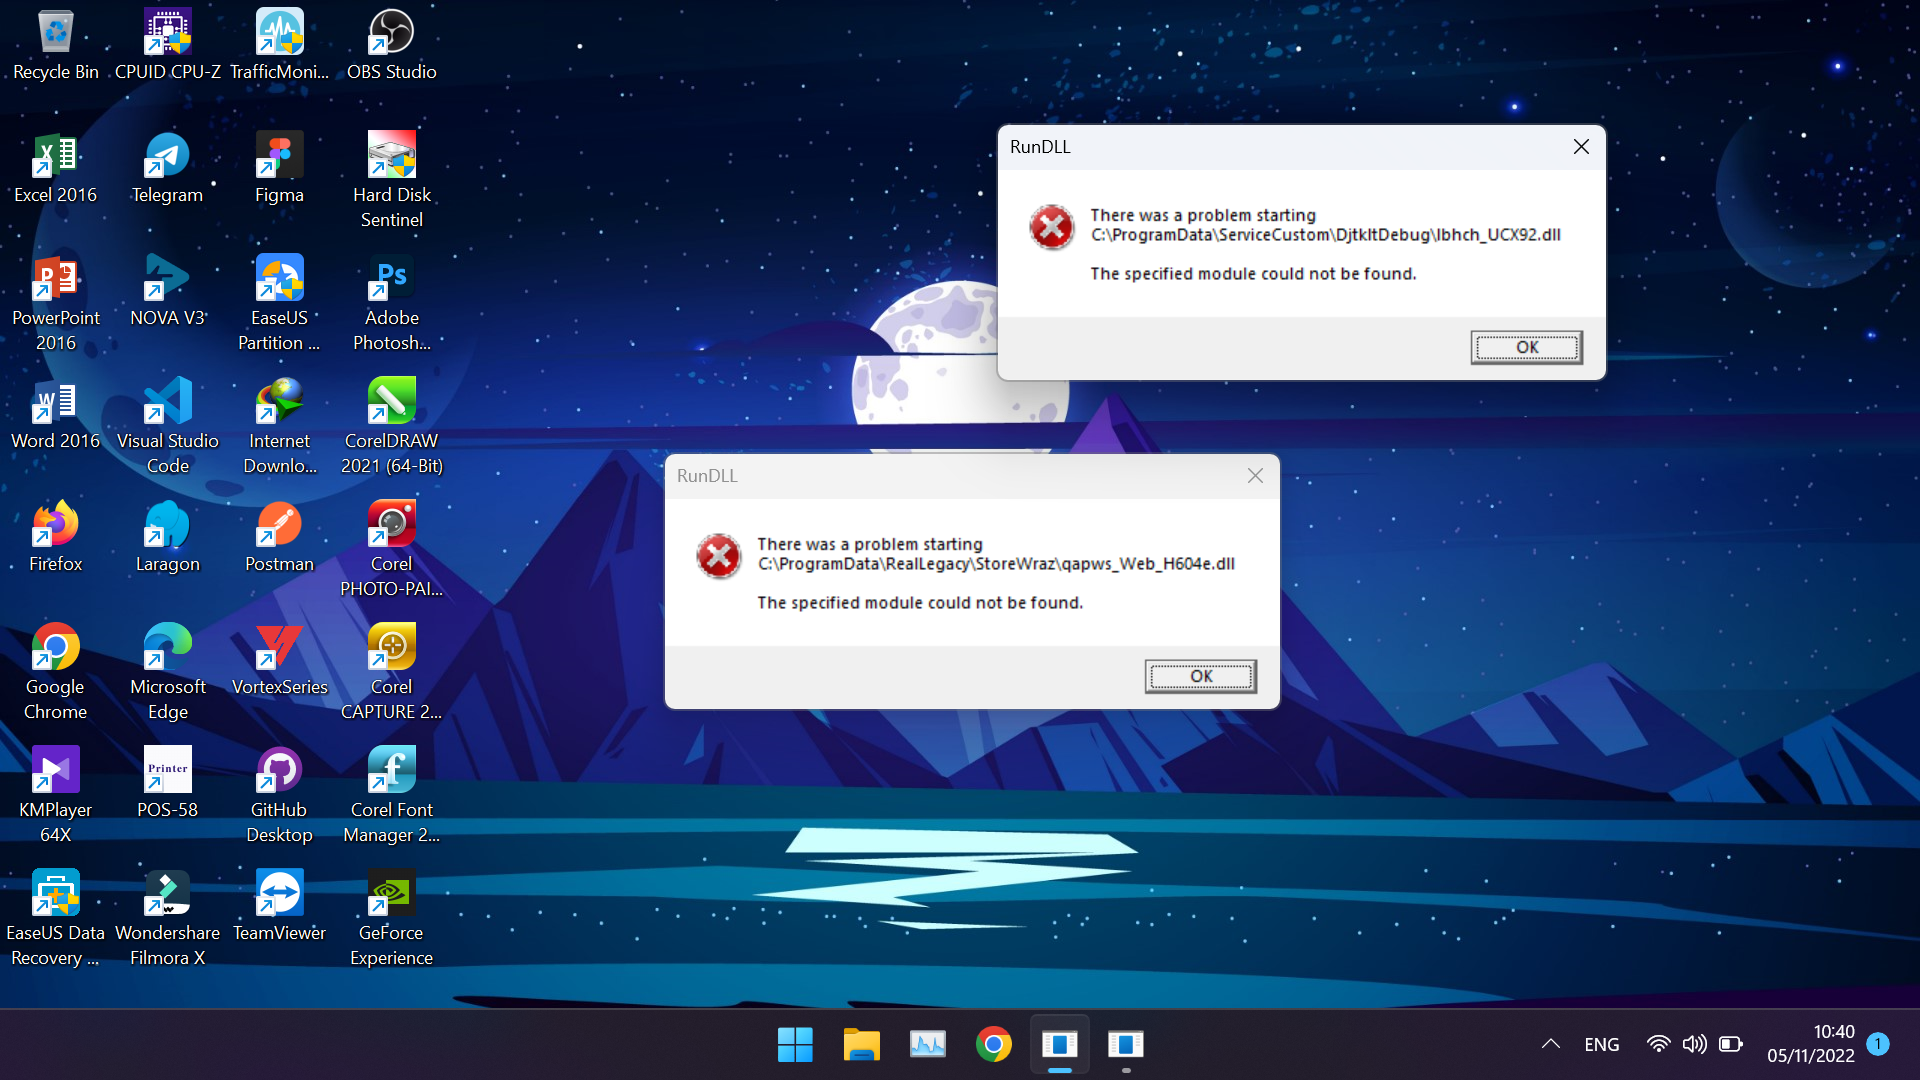 Recycle Bin
CPUID CPU-Z
TrafficMoni...
OBS Studio
Excel 2016
Telegram
Figma
Hard Disk
Sentinel
PowerPoint
2016
NOVA V3
EaseUS
Partition ...
Ps
Adobe
Photosh...
Word 2016
Visual Studio
Code
Internet
Downlo...
CorelDRAW
2021 (64-Bit)
Firefox
Laragon
Postman
Corel
PHOTO-PAI...
Google
Chrome
Microsoft
Edge
VortexSeries
Corel
CAPTURE 2...
KMPlayer
64X
Printer
POS-58
GitHub
Desktop
Corel Font
Manager 2...
EaseUS Data
Recovery ...
Wondershare
Filmora X
TeamViewer
GeForce
Experience
RunDLL
There was a problem starting
C:\ProgramData\ServiceCustom\DjtkltDebug\lbhch_UCX92.dll
The specified module could not be found.
OK
RunDLL
There was a problem starting
C:\ProgramData\RealLegacy\StoreWraz\qapws_Web_H604e.dll
The specified module could not be found.
OK
ENG
10:40
05/11/2022
1